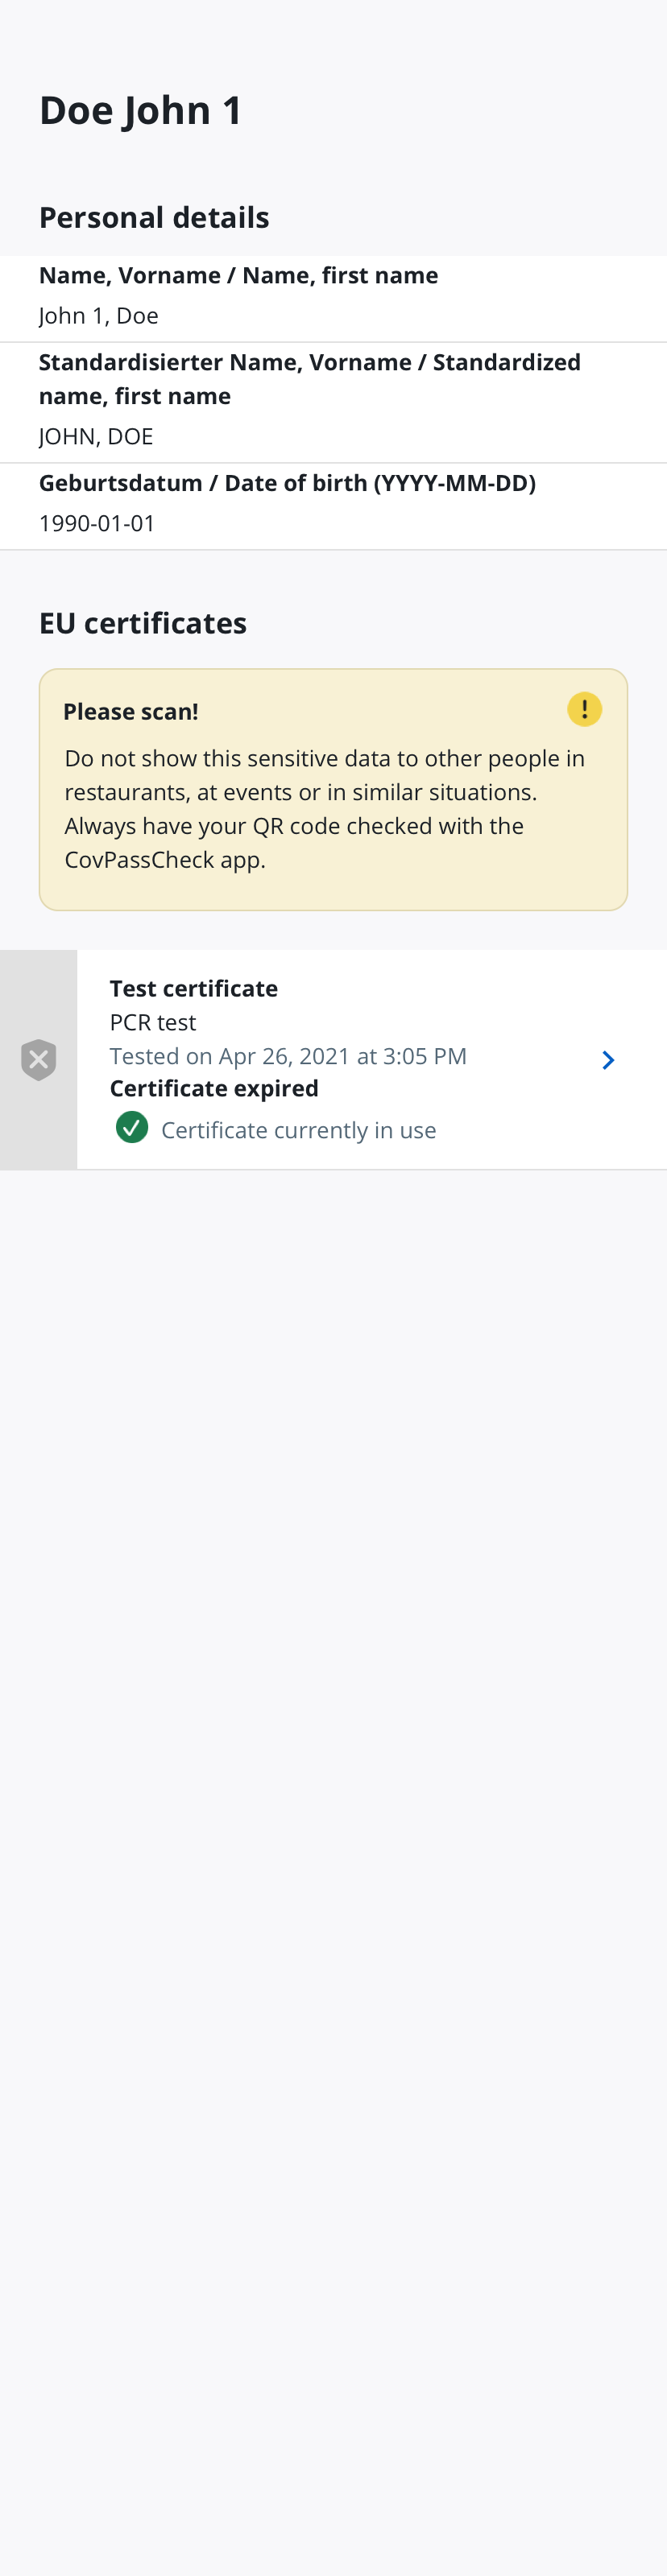 Doe John 1
Personal details
Name, Vorname / Name, first name
John 1, Doe
Standardisierter Name, Vorname / Standardized
name, first name
JOHN, DOE
Geburtsdatum / Date of birth (YYYY-MM-DD)
1990-01-01
EU certificates
Please scan!
Do not show this sensitive data to other people in
restaurants, at events or in similar situations.
Always have your QR code checked with the
CovPassCheck app.
Test certificate
PCR test
Tested on Apr 26, 2021 at 3:05 PM
Certificate expired
Certificate currently in use